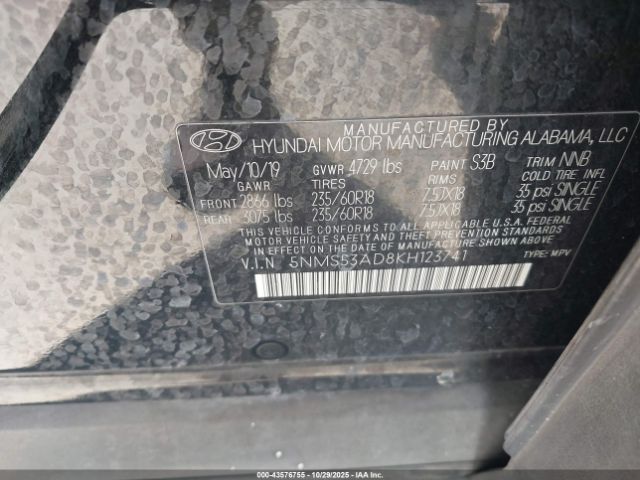 MANUFACTURED BY
HYUNDAI MOTOR MANUFACTURING ALABAMA, LLC
May/10/19 GVWR 4729 lbs PAINT S3B TRIM NNB
GAWR TIRES RIMS COLD TIRE INFL
FRONT 2866 lbs 235/60R18 7.5JX18 35 psi SINGLE
REAR 3075 lbs 235/60R18 7.5JX18 35 psi SINGLE
THIS VEHICLE CONFORMS TO ALL APPLICABLE U.S.A. FEDERAL
MOTOR VEHICLE SAFETY, BUMPER, AND THEFT PREVENTION
STANDARDS IN EFFECT ON THE DATE OF MANUFACTURE SHOWN ABOVE.
V.I.N. 5NMS53AD8KH123741 TYPE: MPV
000-43576755 - 10/29/2025 - IAA Inc.